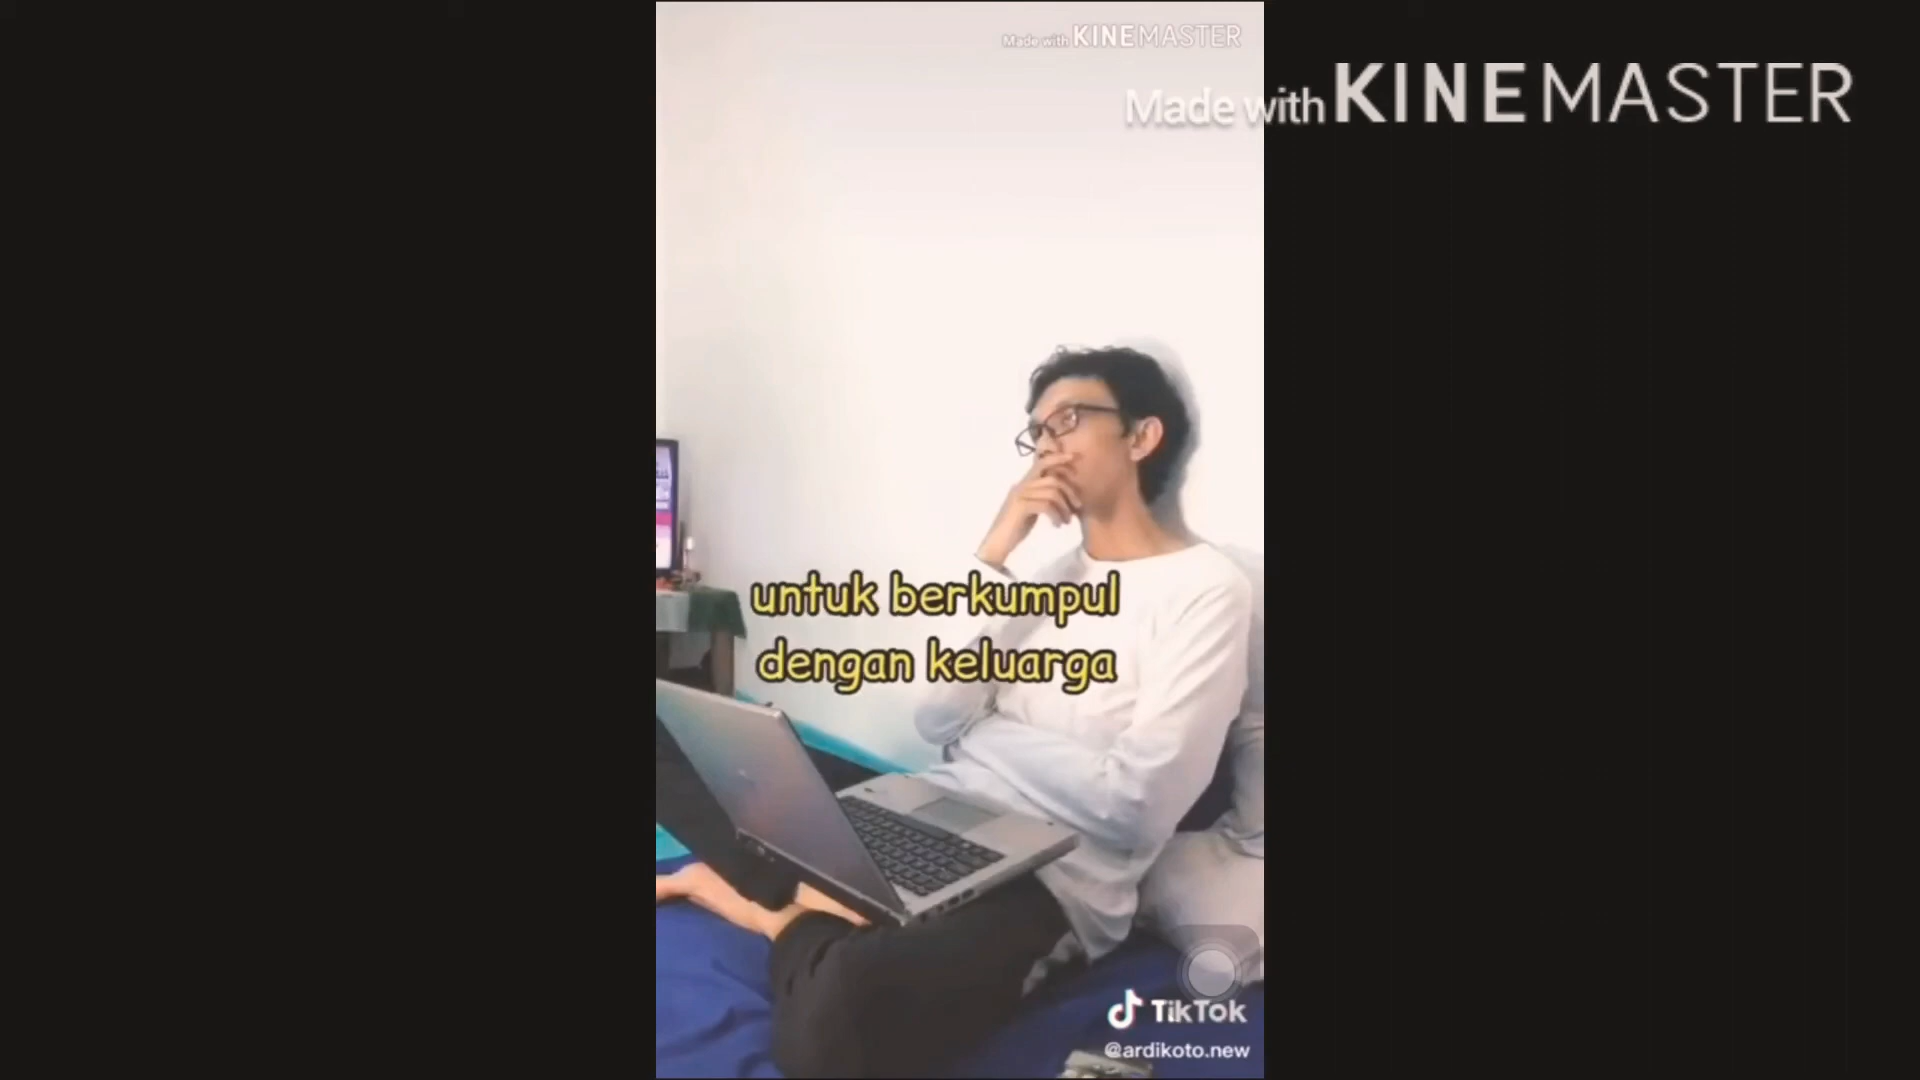 Made with KINEMASTER
Made with KINEMASTER
untuk berkumpul
dengan keluarga
TikTok
@ardikoto.new